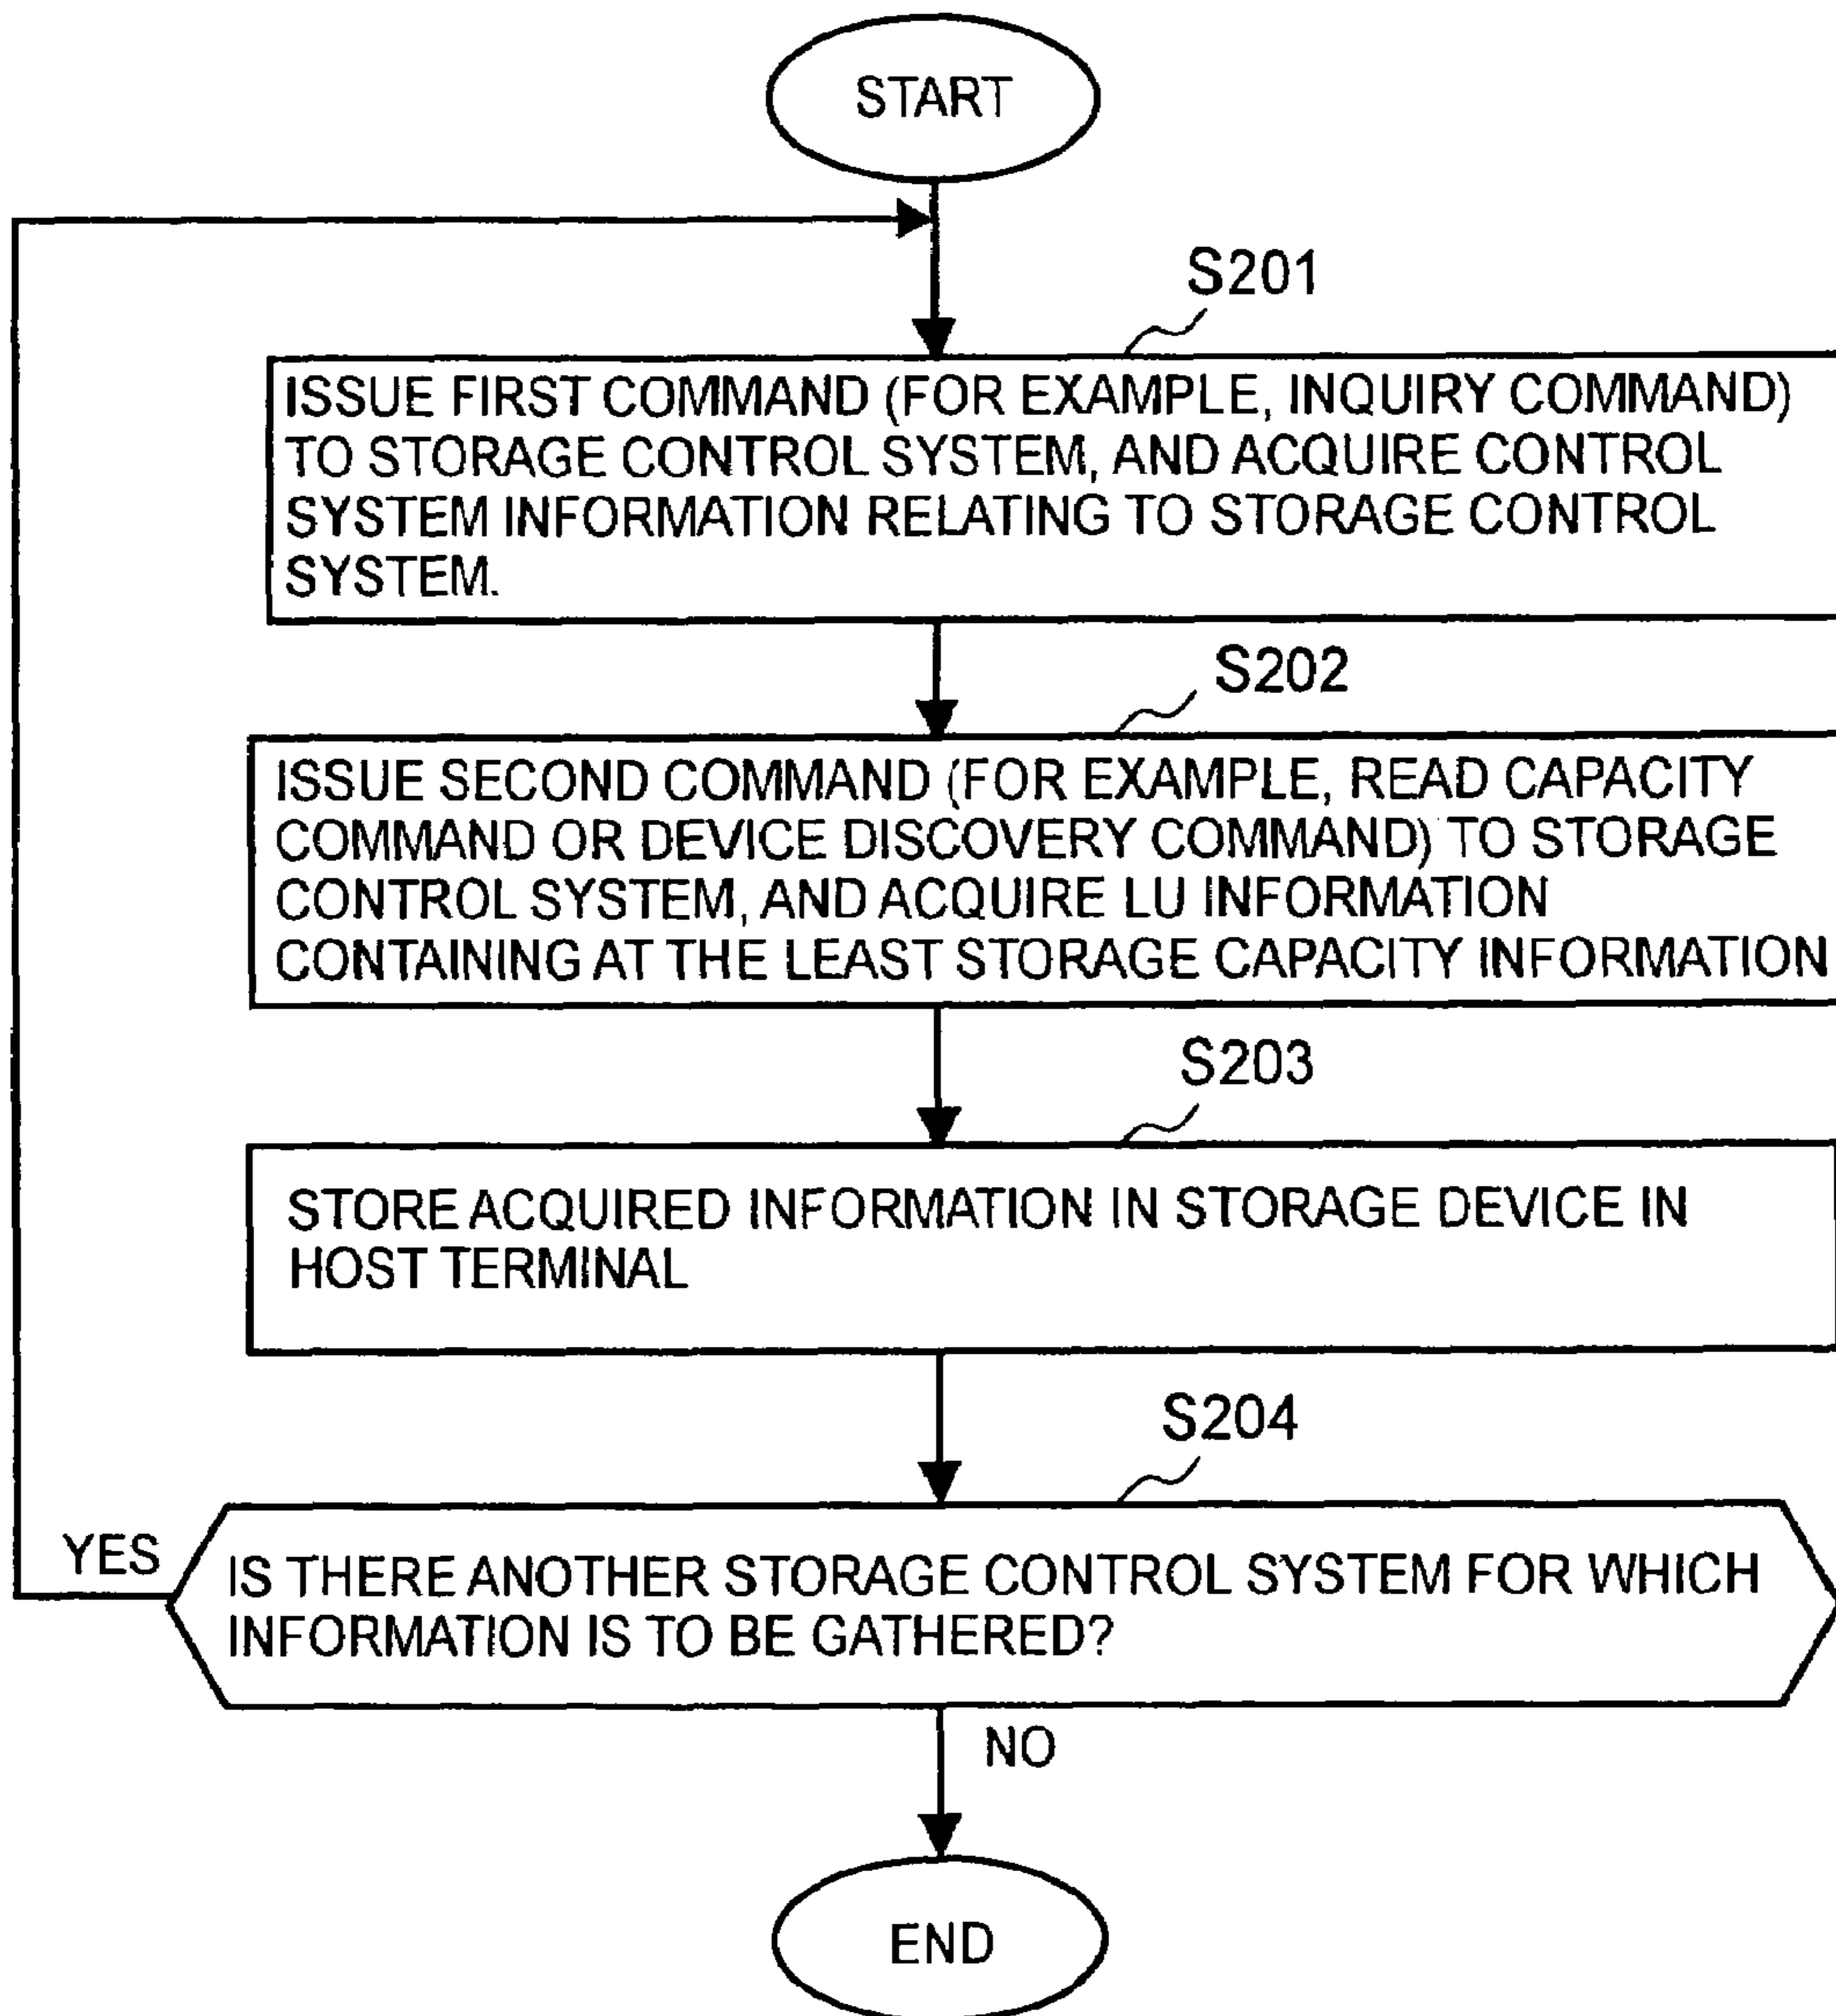 START
S201
ISSUE FIRST COMMAND (FOR EXAMPLE, INQUIRY COMMAND)
TO STORAGE CONTROL SYSTEM, AND ACQUIRE CONTROL
SYSTEM INFORMATION RELATING TO STORAGE CONTROL
SYSTEM.
S202
ISSUE SECOND COMMAND (FOR EXAMPLE, READ CAPACITY
COMMAND OR DEVICE DISCOVERY COMMAND) TO STORAGE
CONTROL SYSTEM, AND ACQUIRE LU INFORMATION
CONTAINING AT THE LEAST STORAGE CAPACITY INFORMATION
S203
STORE ACQUIRED INFORMATION IN STORAGE DEVICE IN
HOST TERMINAL
S204
YES
IS THERE ANOTHER STORAGE CONTROL SYSTEM FOR WHICH
INFORMATION IS TO BE GATHERED?
NO
END